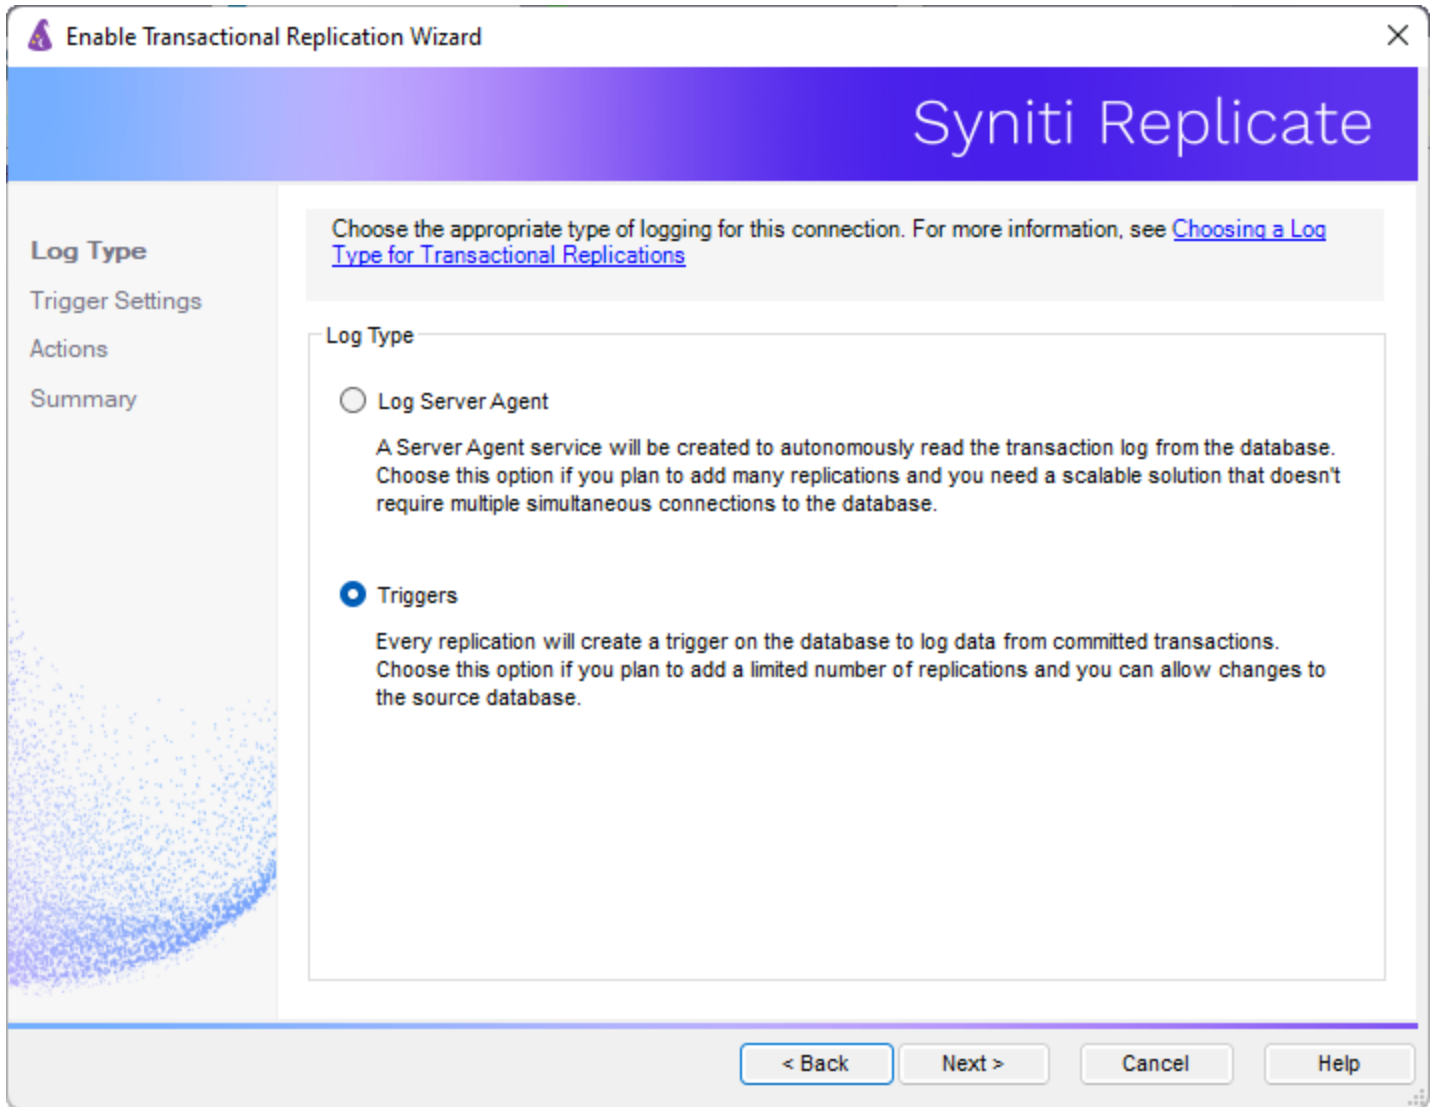 Enable Transactional Replication Wizard
Syniti Replicate
Log Type
Trigger Settings
Actions
Summary
Choose the appropriate type of logging for this connection. For more information, see Choosing a Log
Type for Transactional Replications
Log Type
Log Server Agent
A Server Agent service will be created to autonomously read the transaction log from the database.
Choose this option if you plan to add many replications and you need a scalable solution that doesn't
require multiple simultaneous connections to the database.
Triggers
Every replication will create a trigger on the database to log data from committed transactions.
Choose this option if you plan to add a limited number of replications and you can allow changes to
the source database.
< Back
Next >
Cancel
Help